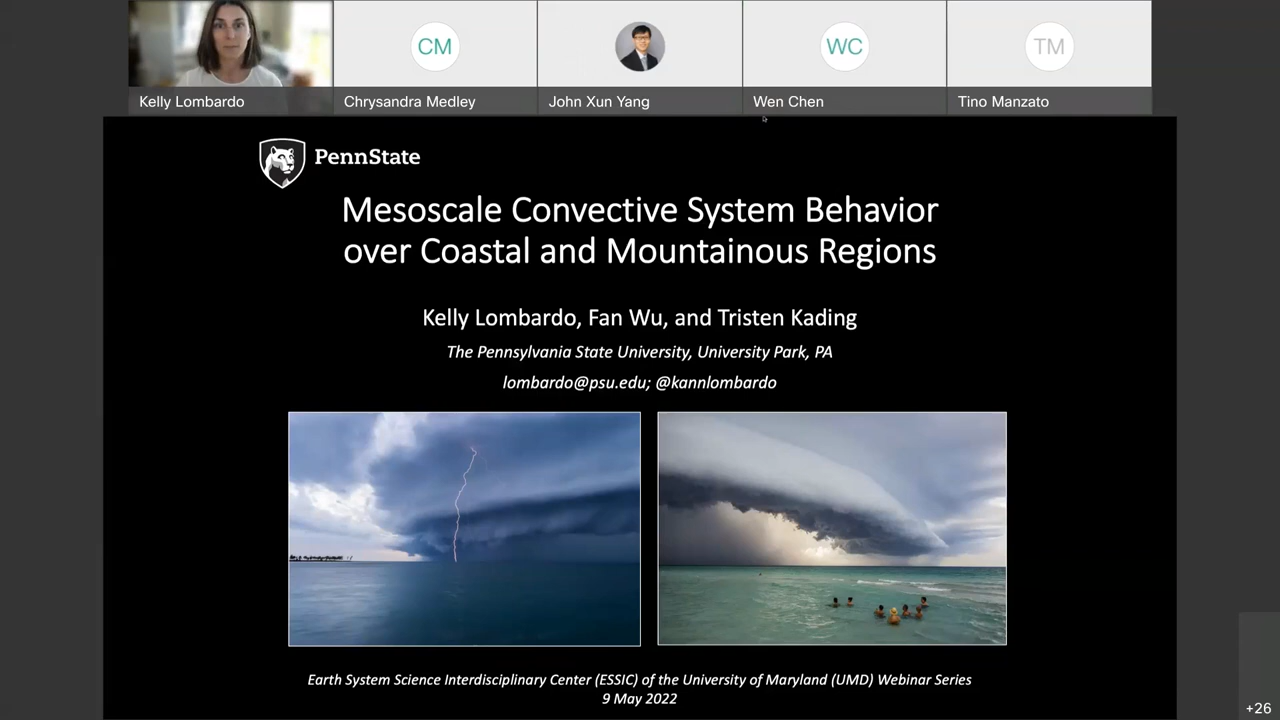 CM
WC
TM
Kelly Lombardo
Chrysandra Medley
John Xun Yang
Wen Chen
Tino Manzato
PennState
Mesoscale Convective System Behavior
over Coastal and Mountainous Regions
Kelly Lombardo, Fan Wu, and Tristen Kading
The Pennsylvania State University, University Park, PA
lombardo@psu.edu; @kannlombardo
Earth System Science Interdisciplinary Center (ESSIC) of the University of Maryland (UMD) Webinar Series
9 May 2022
+26